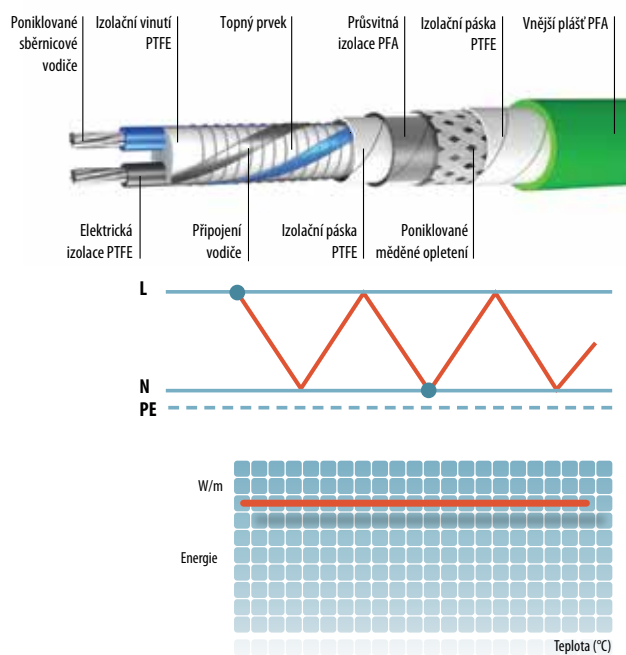 Poniklované
sběrnicové
vodiče
Izolační vinutí
PTFE
Topný prvek
Průsvitná
izolace PFA
Izolační páska
PTFE
Vnější plášť PFA
Elektrická
izolace PTFE
Připojení
vodiče
Izolační páska
PTFE
Poniklované
měděné opletení
L
N
PE
W/m
Energie
Teplota (°C)